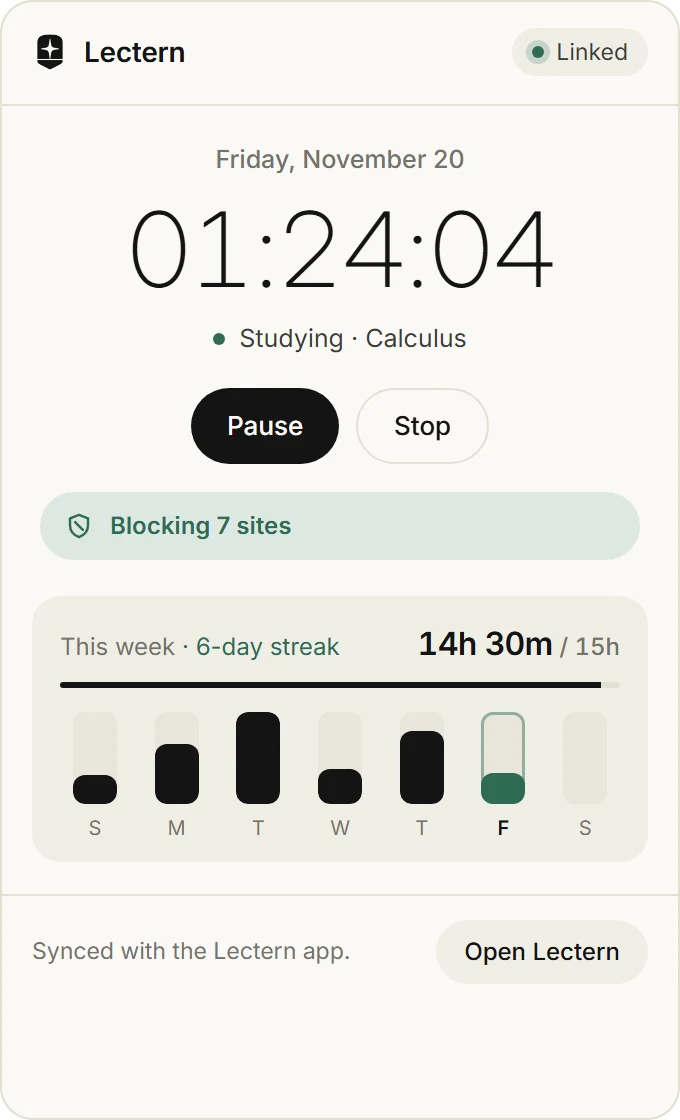 Lectern
Linked
Friday, November 20
01:24:04
Studying · Calculus
Pause
Stop
Blocking 7 sites
This week · 6-day streak
14h 30m / 15h
S M T W T F S
Synced with the Lectern app.
Open Lectern